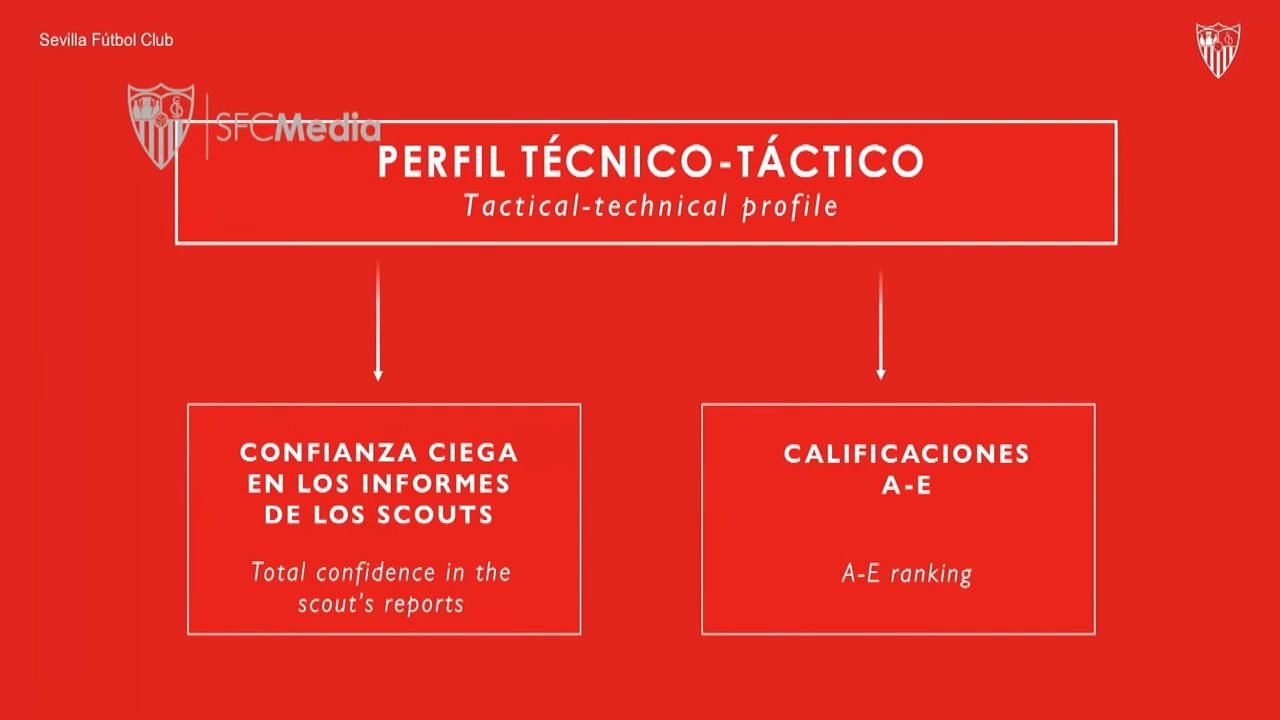 Sevilla Fútbol Club
SFCMedia
PERFIL TÉCNICO-TÁCTICO
Tactical-technical profile
CONFIANZA CIEGA
EN LOS INFORMES
DE LOS SCOUTS
Total confidence in the
scout's reports
CALIFICACIONES
A-E
A-E ranking